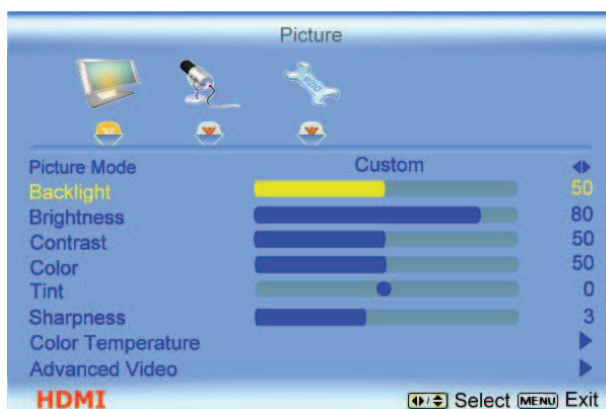 Picture
VIZIO
Picture Mode Custom
Backlight 50
Brightness 80
Contrast 50
Color 50
Tint 0
Sharpness 3
Color Temperature
Advanced Video
HDMI Select MENU Exit